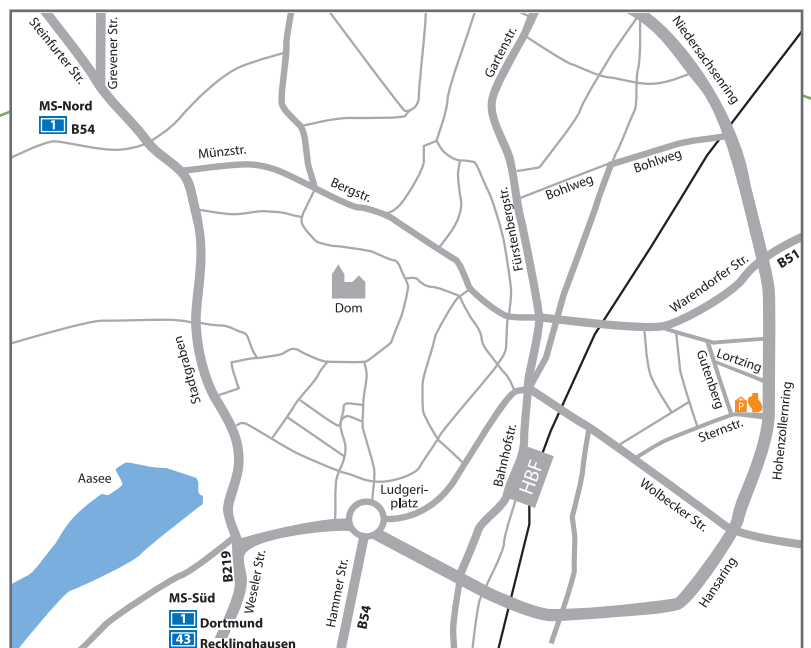 Steinfurter Str.
Grevener Str.
Gartenstr.
Niedersachsenring
MS-Nord
1 B54
Münzstr.
Bergstr.
Bohlweg
Bohlweg
Fürstenbergstr.
B51
Warendorfer Str.
Dom
Stadtgraben
Lortzing
Gutenberg
P
Sternstr.
Hohenzollernring
Aasee
Bahnhofstr.
HBF
Ludgeri-
platz
Wolbecker Str.
B219
Weseler Str.
Hammer Str.
B54
Hansaring
MS-Süd
1 Dortmund
43 Recklinghausen